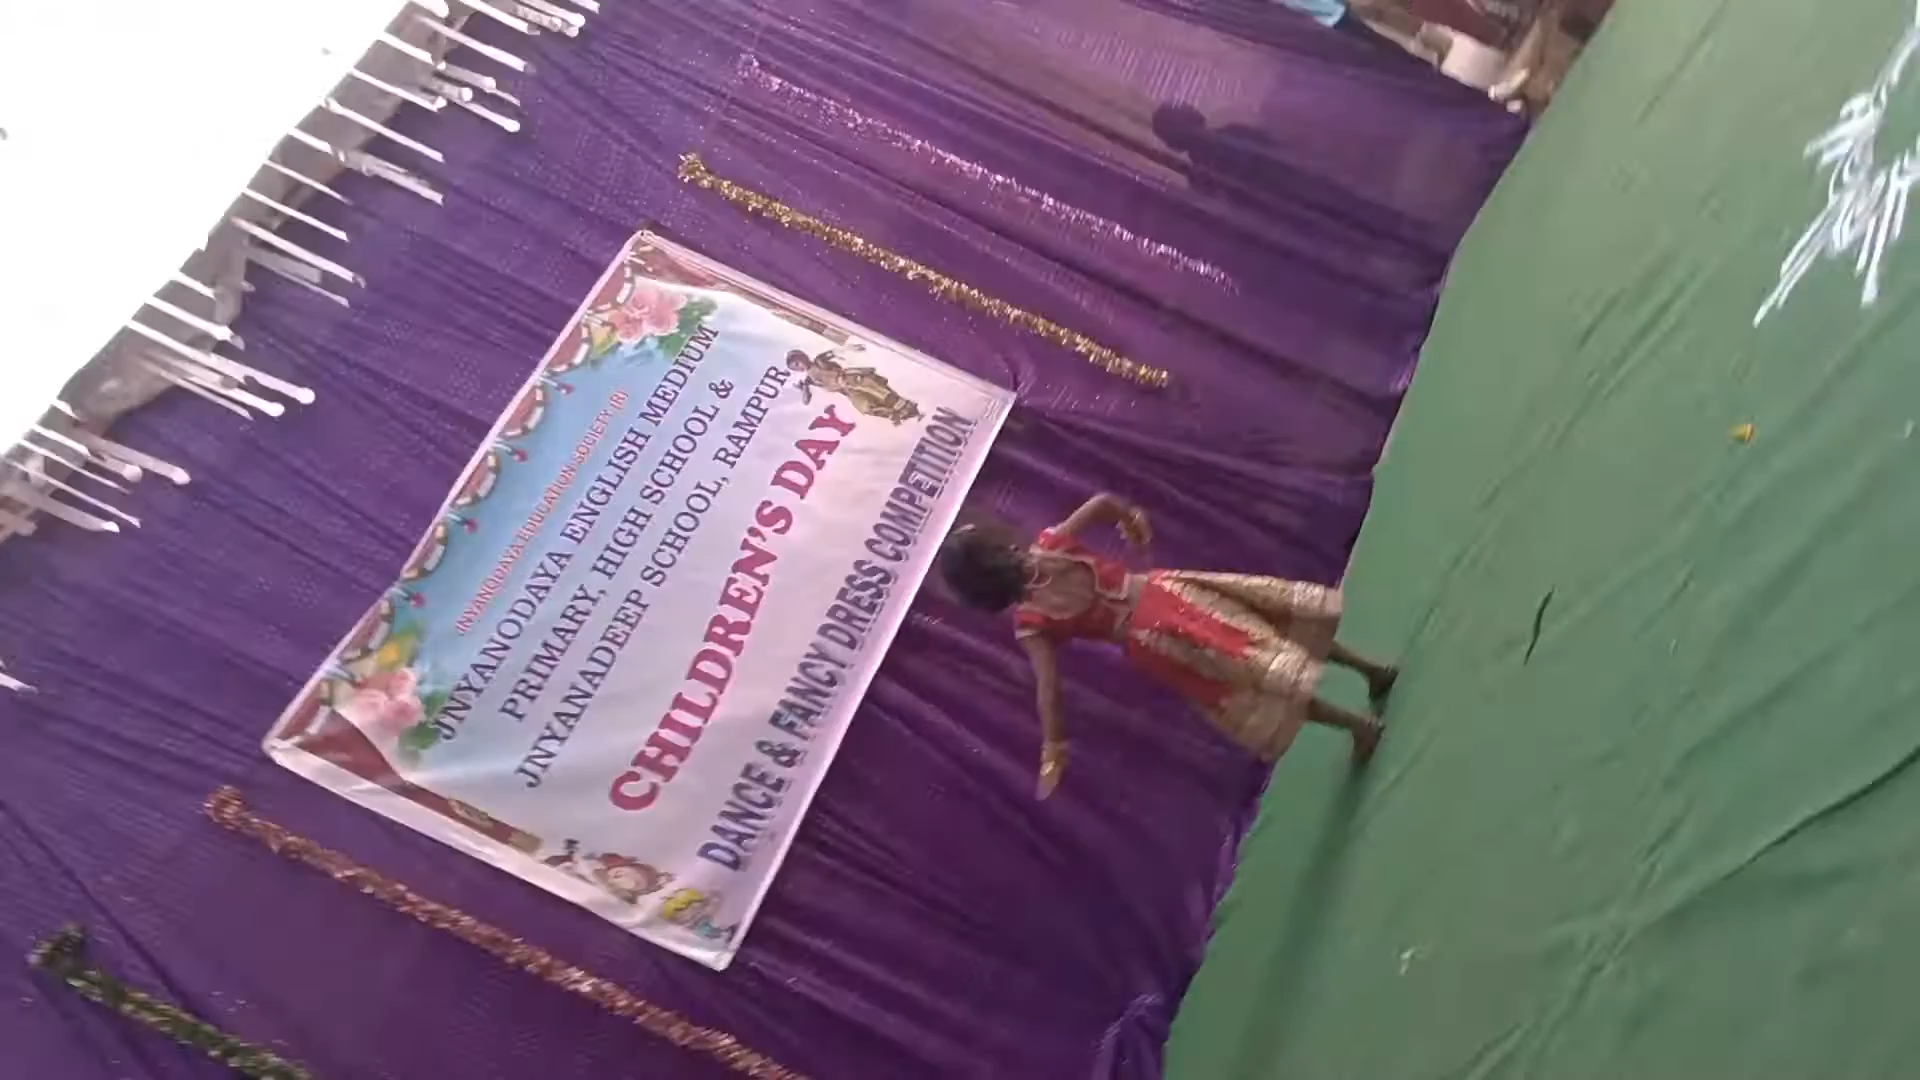 JNYANODAYA EDUCATION SOCIETY (R)
JNYANODAYA ENGLISH MEDIUM
PRIMARY, HIGH SCHOOL &
JNYANADEEP SCHOOL, RAMPUR
CHILDREN'S DAY
DANCE & FANCY DRESS COMPETITION